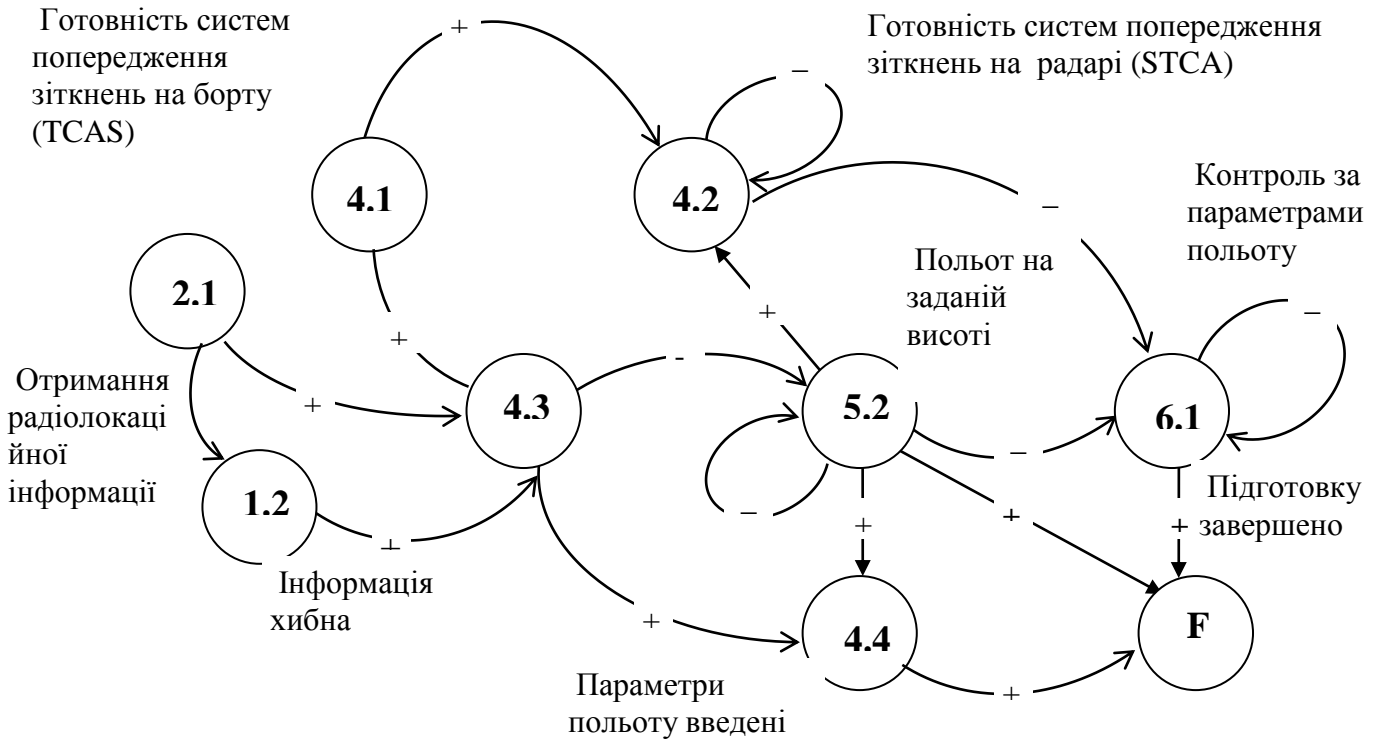 Готовність систем
попередження
зіткнень на борту
(TCAS)
+
Готовність систем попередження
зіткнень на радарі (STCA)
–
4.1
4.2
–
Контроль за
параметрами
польоту
2.1
Польот на
заданій
висоті
+
–
+
Отримання
радіолокаці
йної
інформації
+
4.3
-
5.2
6.1
–
1.2
–
+
+
Підготовку
+ завершено
+
Інформація
хибна
+
4.4
F
+
Параметри
польоту введені